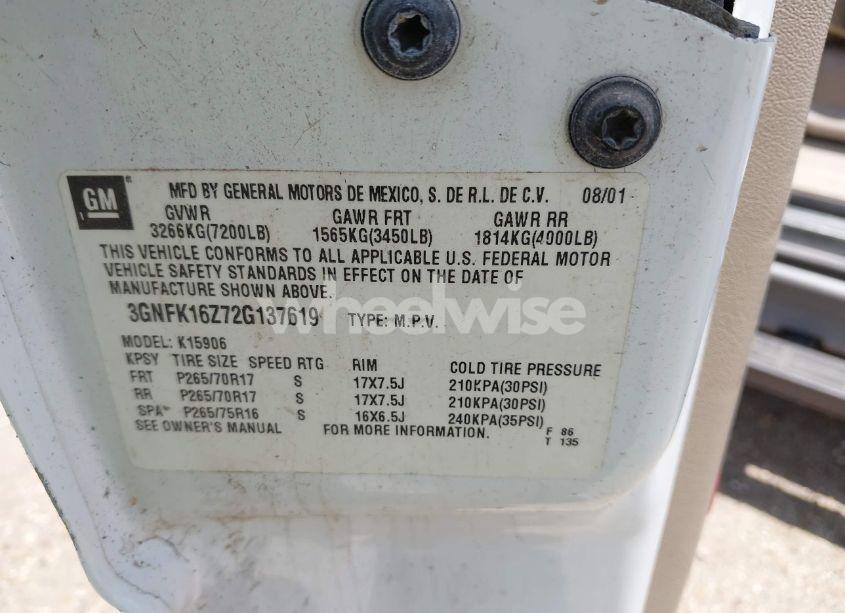 GM
MFD BY GENERAL MOTORS DE MEXICO, S. DE R.L. DE C.V. 08/01
GVWR GAWR FRT GAWR RR
3266KG(7200LB) 1565KG(3450LB) 1814KG(4000LB)
THIS VEHICLE CONFORMS TO ALL APPLICABLE U.S. FEDERAL MOTOR
VEHICLE SAFETY STANDARDS IN EFFECT ON THE DATE OF
MANUFACTURE SHOWN ABOVE.
wheelwise
3GNFK16Z72G137619 TYPE: M.P.V.
MODEL: K15906
KPSY TIRE SIZE SPEED RTG RIM COLD TIRE PRESSURE
FRT P265/70R17 S 17X7.5J 210KPA(30PSI)
RR P265/70R17 S 17X7.5J 210KPA(30PSI)
SPA P265/75R16 S 16X6.5J 240KPA(35PSI)
SEE OWNER'S MANUAL FOR MORE INFORMATION. F 86
T 135